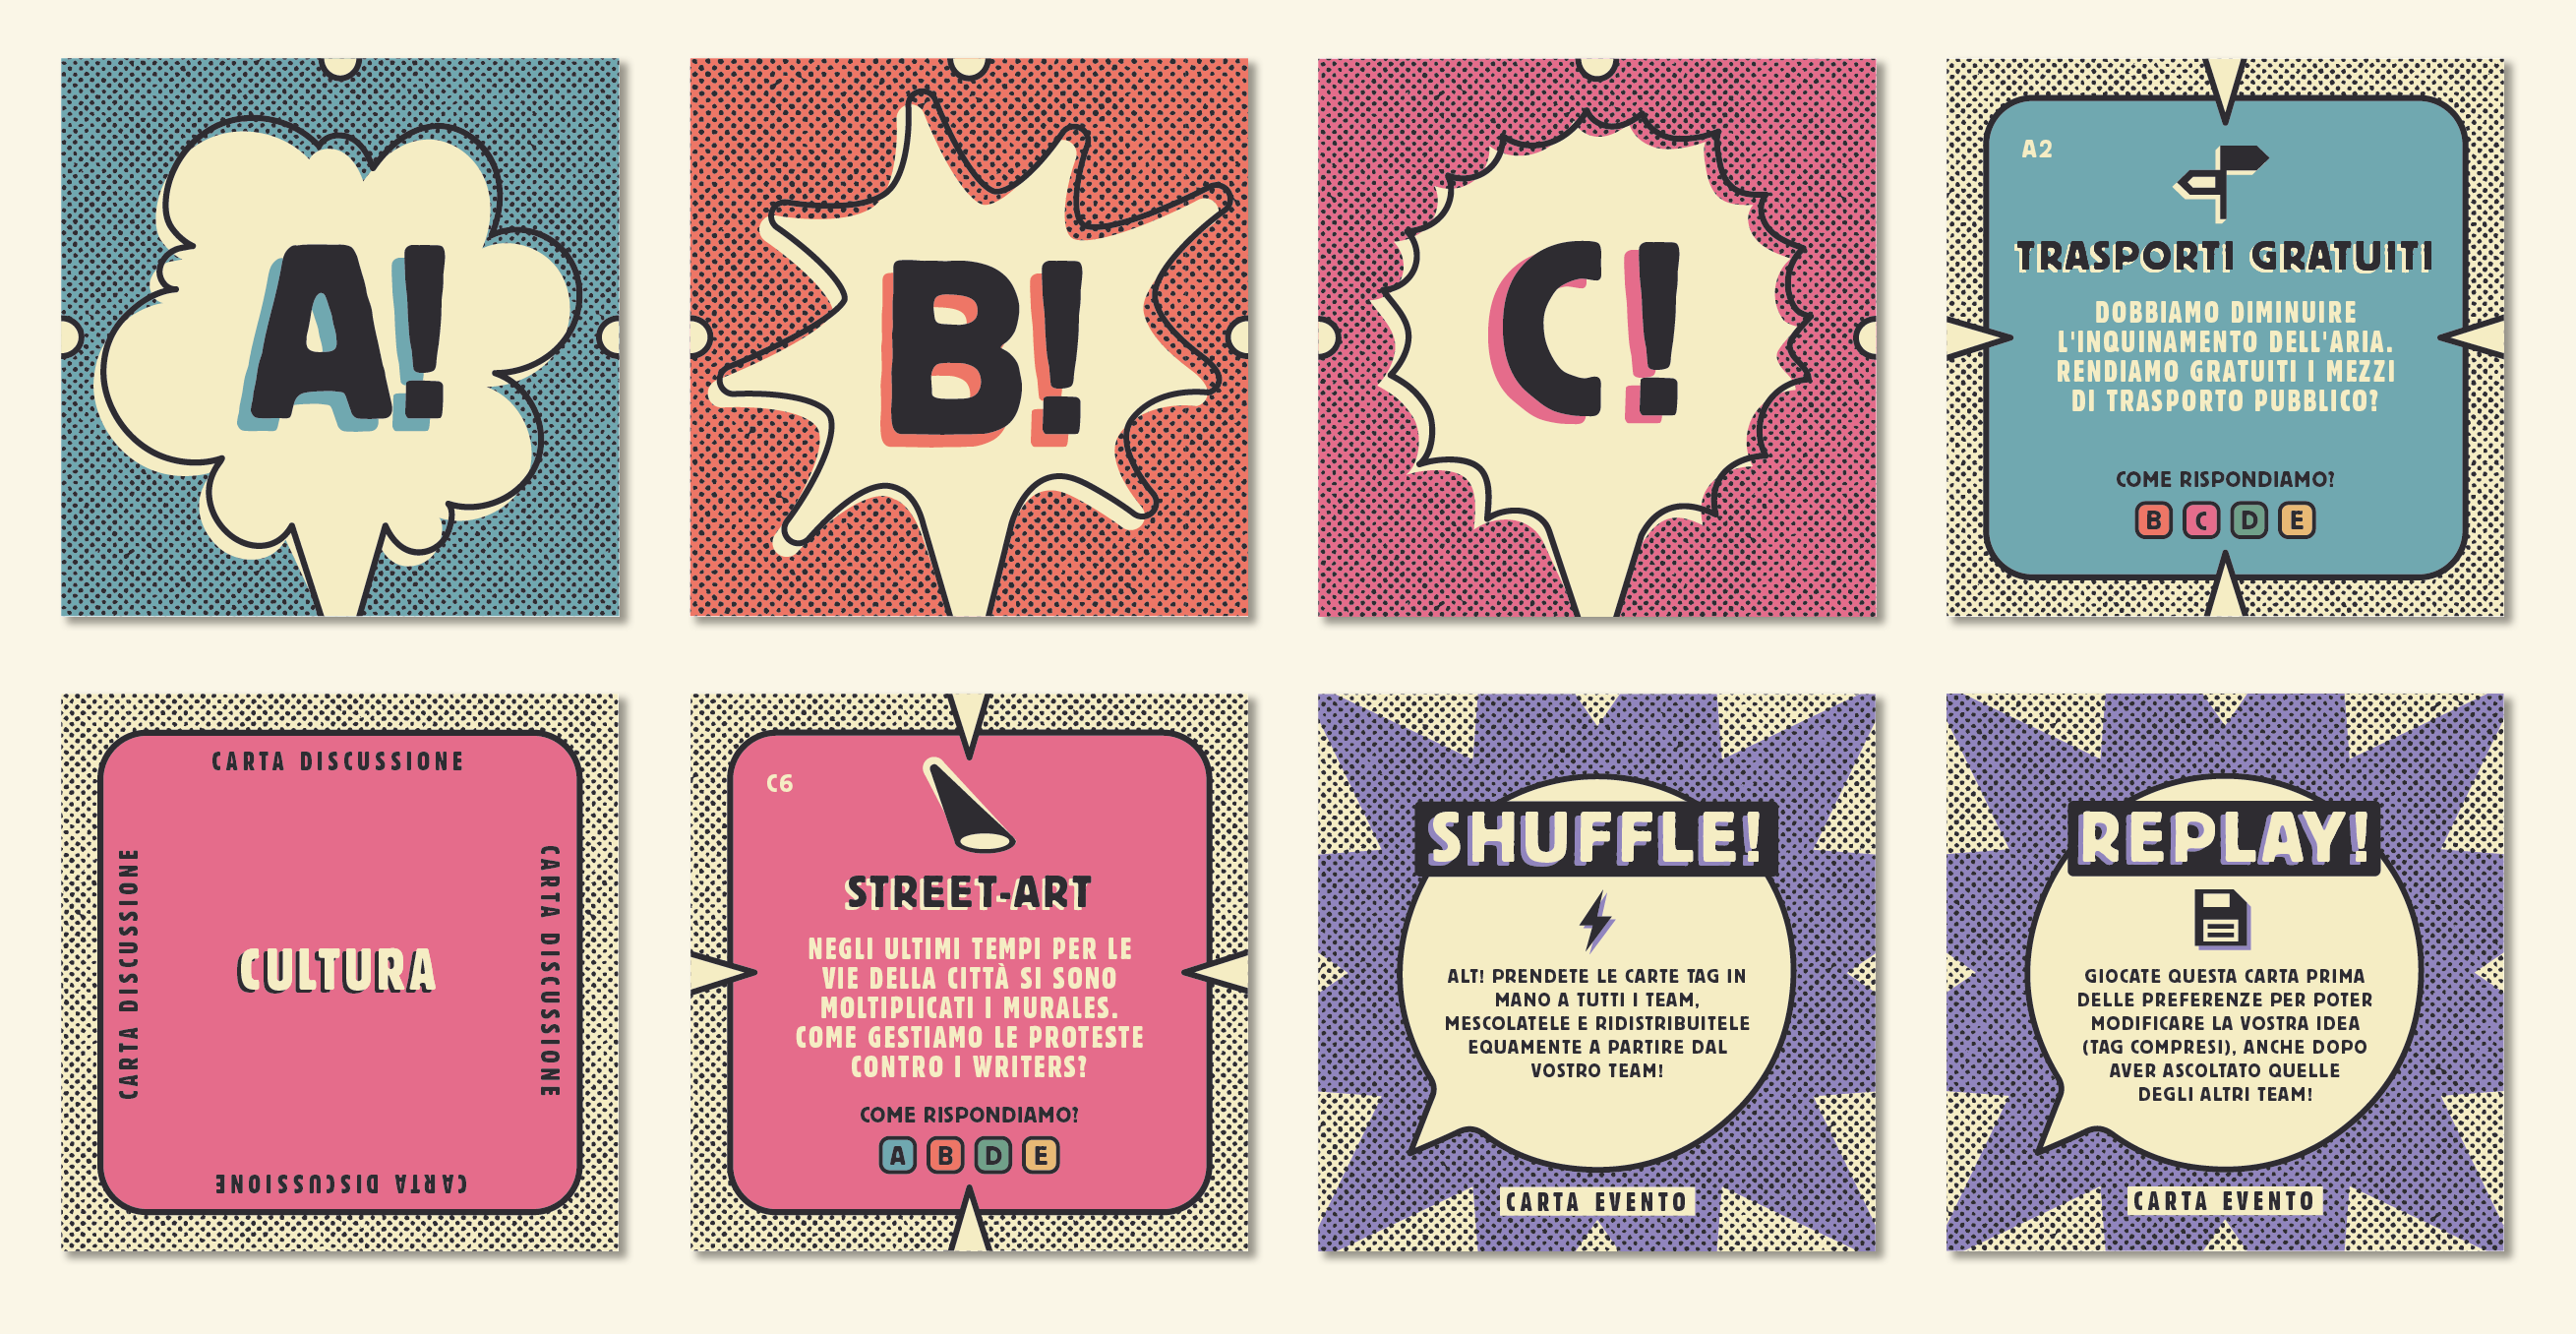 A!
B!
C!
A2
TRASPORTI GRATUITI
DOBBIAMO DIMINUIRE
L'INQUINAMENTO DELL'ARIA.
RENDIAMO GRATUITI I MEZZI
DI TRASPORTO PUBBLICO?
COME RISPONDIAMO?
B C D E
CARTA DISCUSSIONE
CARTA DISCUSSIONE
CULTURA
CARTA DISCUSSIONE
CARTA DISCUSSIONE
C6
STREET-ART
NEGLI ULTIMI TEMPI PER LE
VIE DELLA CITTÀ SI SONO
MOLTIPLICATI I MURALES.
COME GESTIAMO LE PROTESTE
CONTRO I WRITERS?
COME RISPONDIAMO?
A B D E
SHUFFLE!
ALT! PRENDETE LE CARTE TAG IN
MANO A TUTTI I TEAM,
MESCOLATELE E RIDISTRIBUITELE
EQUAMENTE A PARTIRE DAL
VOSTRO TEAM!
CARTA EVENTO
REPLAY!
GIOCATE QUESTA CARTA PRIMA
DELLE PREFERENZE PER POTER
MODIFICARE LA VOSTRA IDEA
(TAG COMPRESI), ANCHE DOPO
AVER ASCOLTATO QUELLE
DEGLI ALTRI TEAM!
CARTA EVENTO